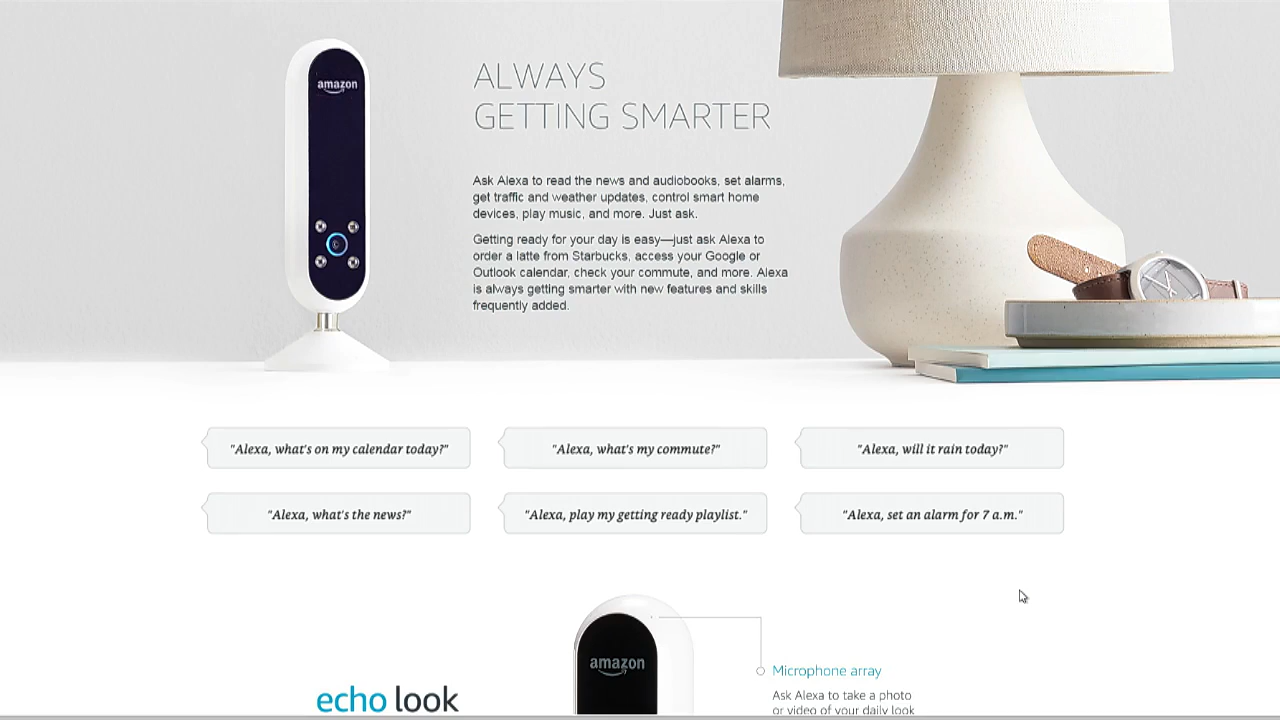 amazon
ALWAYS
GETTING SMARTER
Ask Alexa to read the news and audiobooks, set alarms,
get traffic and weather updates, control smart home
devices, play music, and more. Just ask.
Getting ready for your day is easy—just ask Alexa to
order a latte from Starbucks, access your Google or
Outlook calendar, check your commute, and more. Alexa
is always getting smarter with new features and skills
frequently added.
"Alexa, what's on my calendar today?"
"Alexa, what's my commute?"
"Alexa, will it rain today?"
"Alexa, what's the news?"
"Alexa, play my getting ready playlist."
"Alexa, set an alarm for 7 a.m."
amazon
echo look
Microphone array
Ask Alexa to take a photo
or video of your daily look